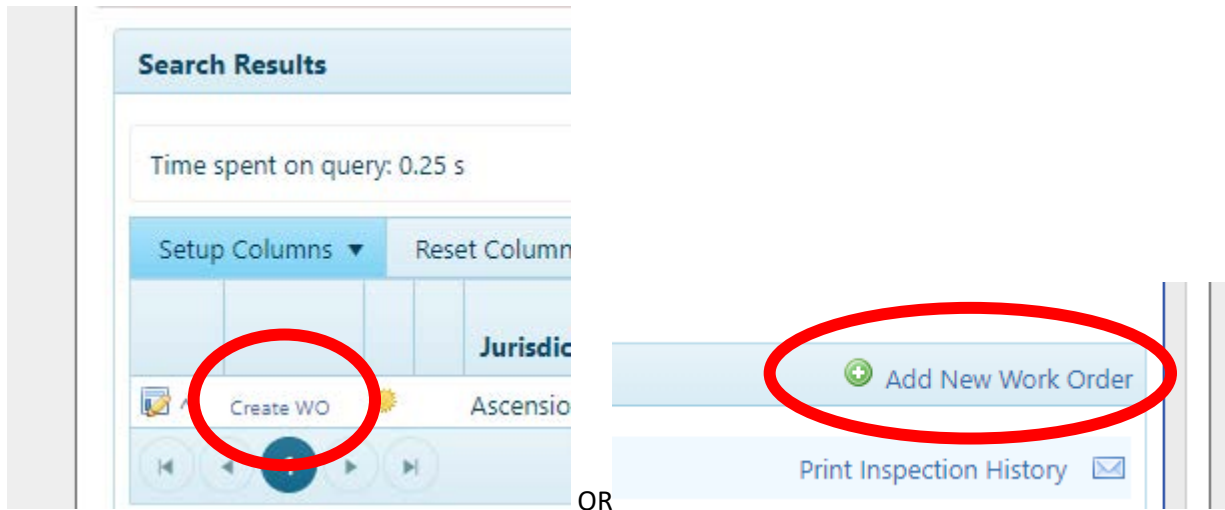 Search Results
Time spent on query: 0.25 s
Setup Columns Reset Column
Jurisdic
Create WO Ascensio
OR
Add New Work Order
Print Inspection History